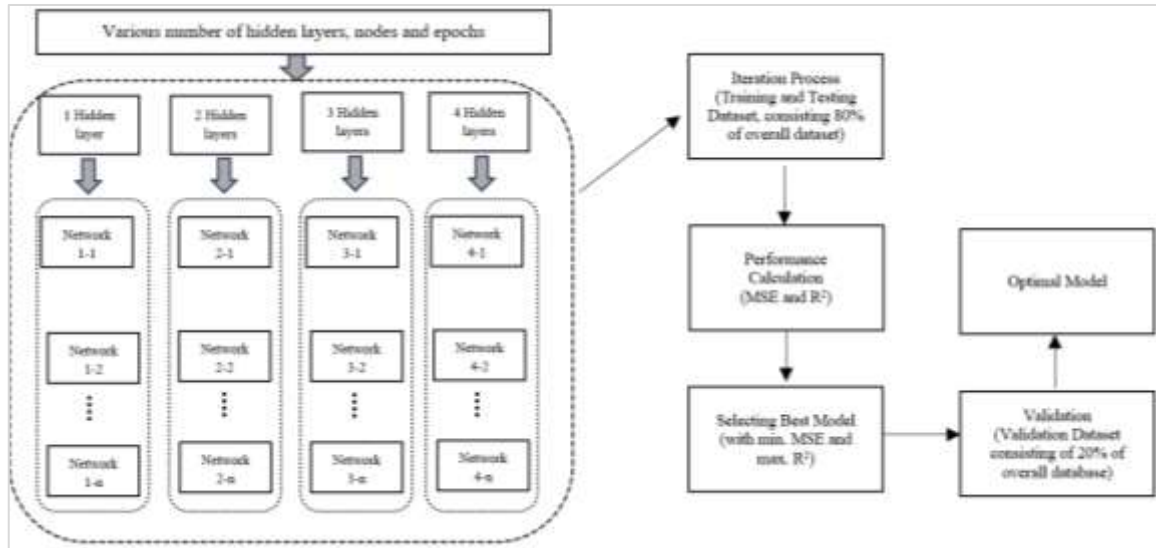 Various number of hidden layers, nodes and epochs
1 Hidden
layer
2 Hidden
layers
3 Hidden
layers
4 Hidden
layers
Network
1-1
Network
2-1
Network
3-1
Network
4-1
Network
1-2
Network
2-2
Network
3-2
Network
4-2
Network
1-n
Network
2-n
Network
3-n
Network
4-n
Iteration Process
(Training and Testing
Dataset, consisting 80%
of overall dataset)
Performance
Calculation
(MSE and R²)
Selecting Best Model
(with min. MSE and
max. R²)
Optimal Model
Validation
(Validation Dataset
consisting of 20% of
overall database)